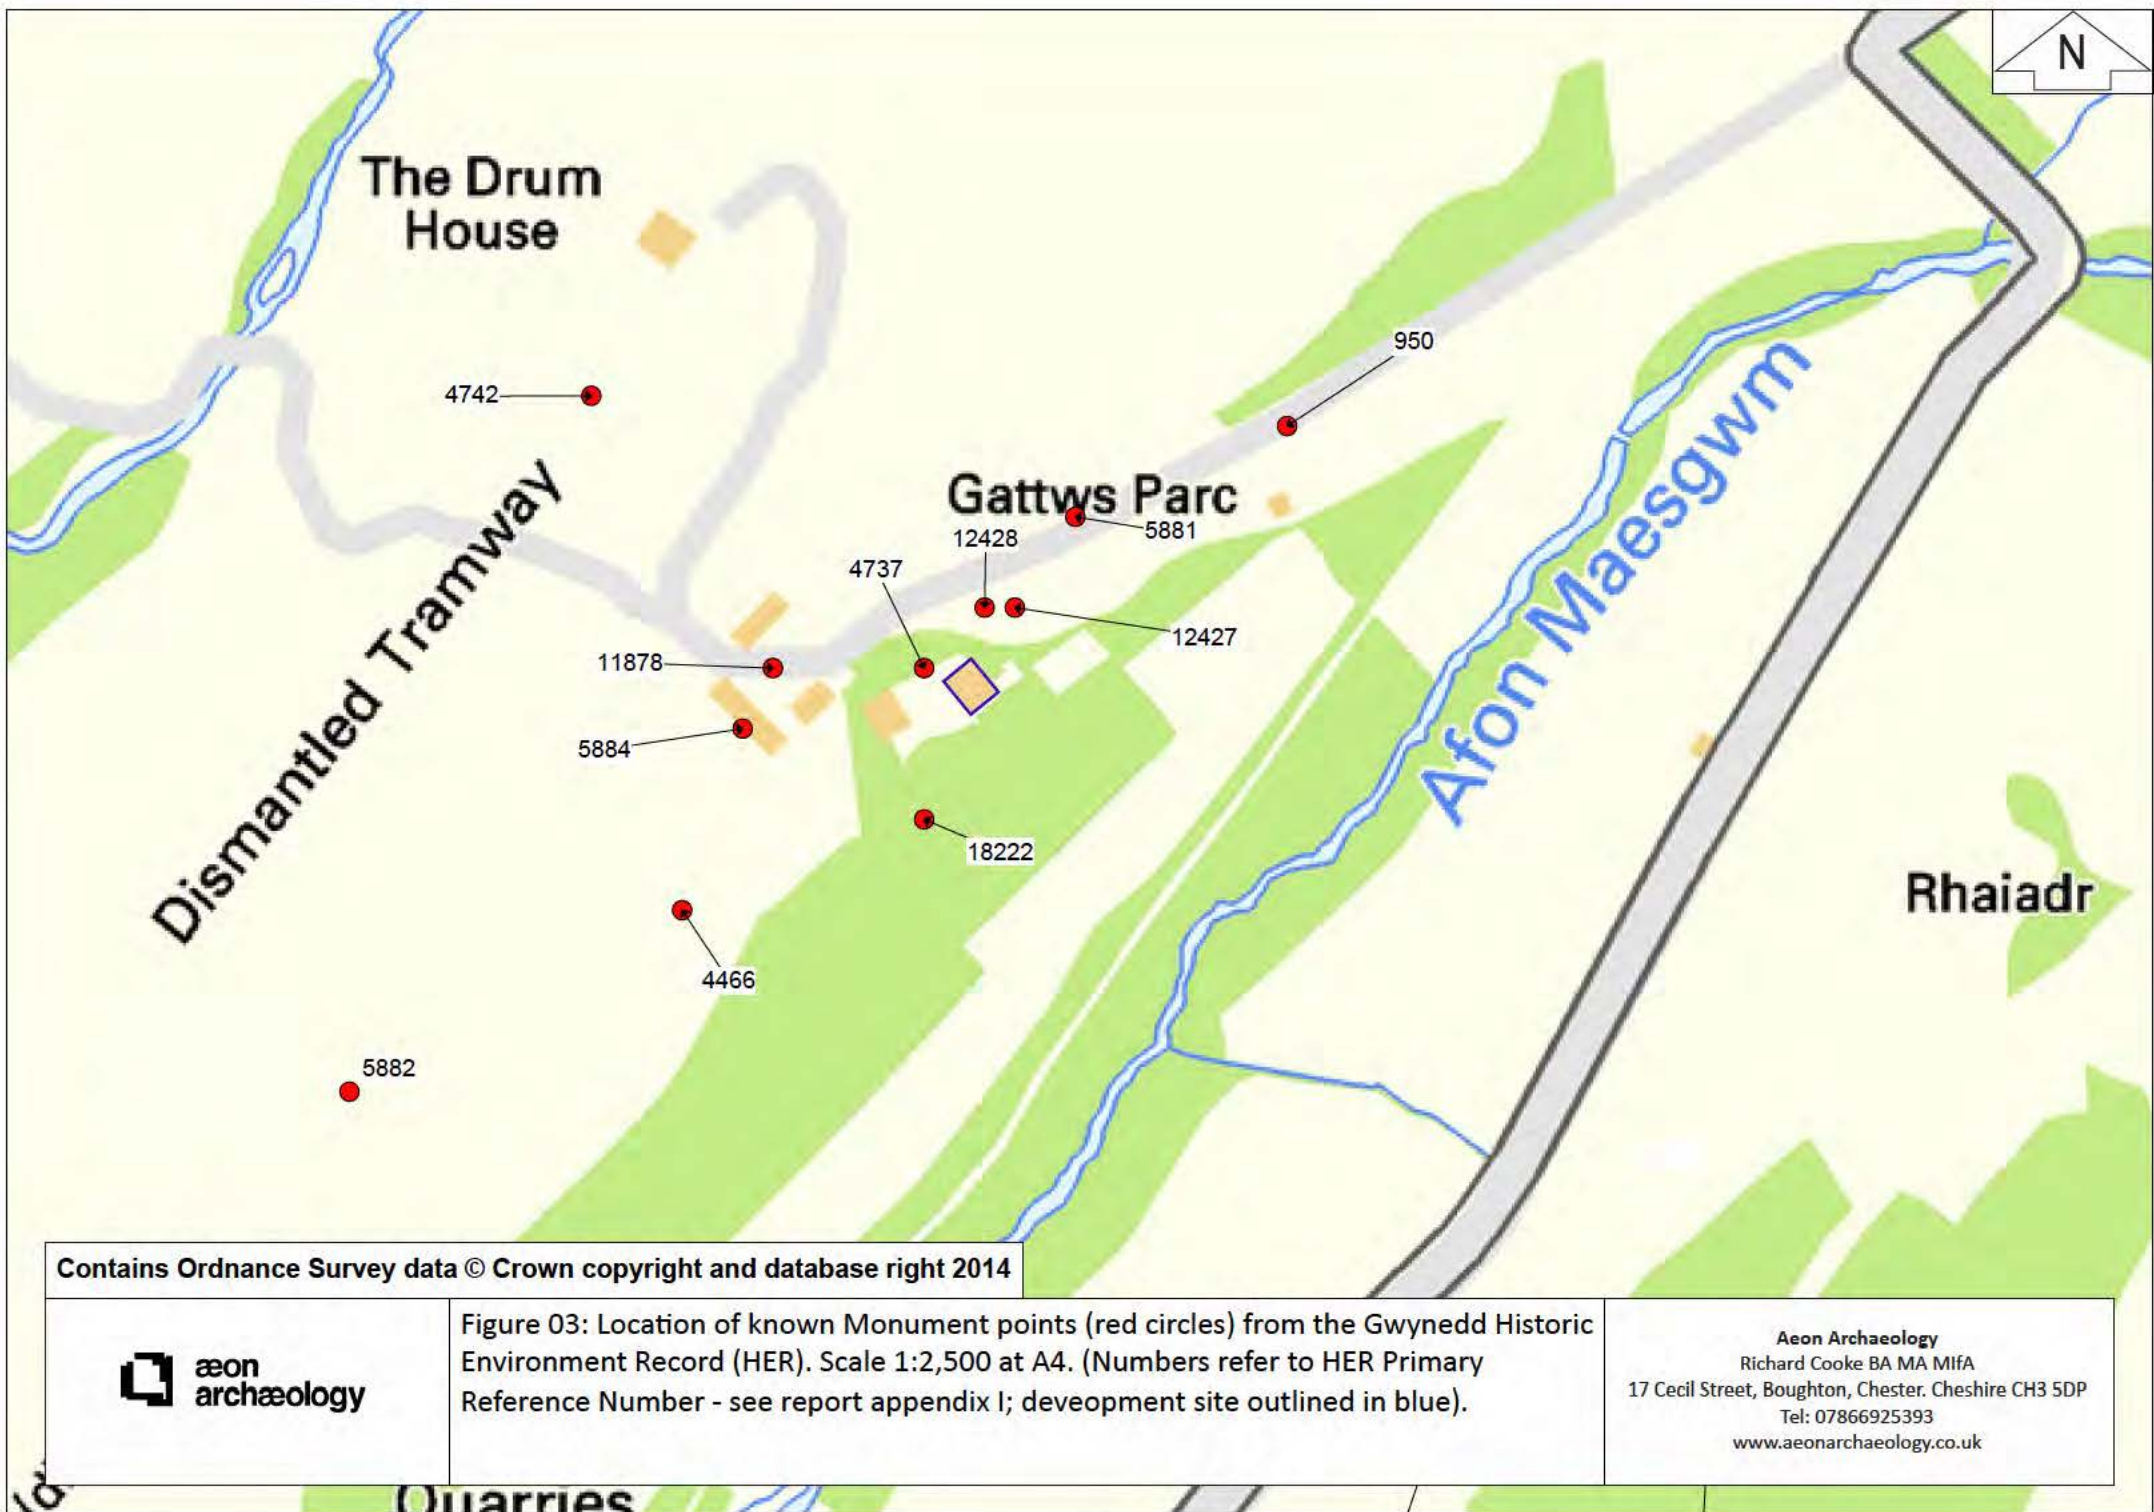 N
The Drum
House
950
4742
Gattws Parc
5881
12428
4737
12427
11878
5884
Dismantled Tramway
Afon Maesgwm
18222
Rhaiadr
4466
5882
Contains Ordnance Survey data © Crown copyright and database right 2014
æon
archæology
Figure 03: Location of known Monument points (red circles) from the Gwynedd Historic
Environment Record (HER). Scale 1:2,500 at A4. (Numbers refer to HER Primary
Reference Number - see report appendix I; deveopment site outlined in blue).
Aeon Archaeology
Richard Cooke BA MA MIfA
17 Cecil Street, Boughton, Chester. Cheshire CH3 5DP
Tel: 07866925393
www.aeonarchaeology.co.uk
Quarries